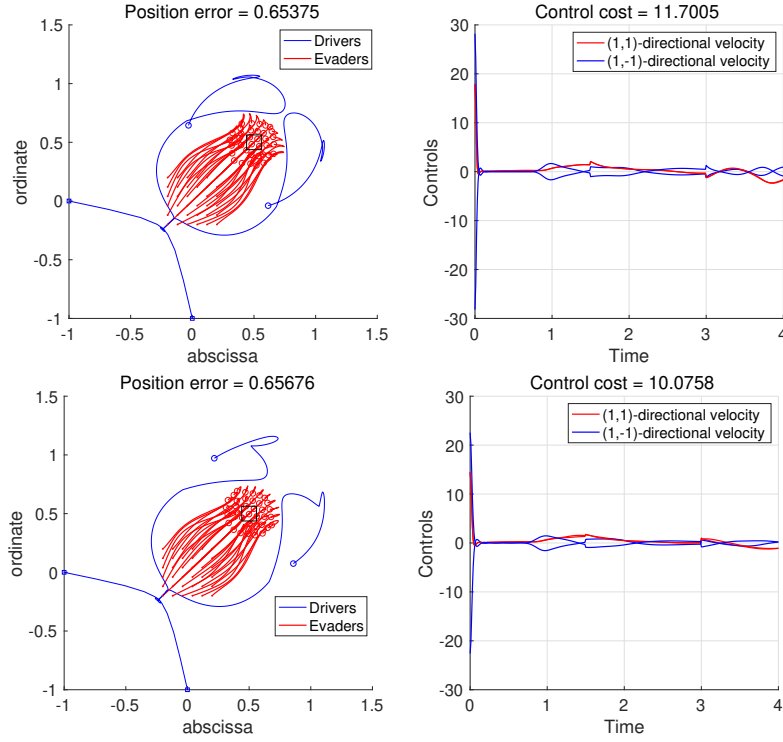 Position error = 0.65375
1.5
1
0.5
0
-0.5
-1
-1
-0.5
0
0.5
1
1.5
ordinate
abscissa
Drivers
Evaders
Control cost = 11.7005
30
20
10
0
-10
-20
-30
0
1
2
3
4
Controls
Time
(1,1)-directional velocity
(1,-1)-directional velocity
Position error = 0.65676
1.5
1
0.5
0
-0.5
-1
-1
-0.5
0
0.5
1
1.5
ordinate
abscissa
Drivers
Evaders
Control cost = 10.0758
30
20
10
0
-10
-20
-30
0
1
2
3
4
Controls
Time
(1,1)-directional velocity
(1,-1)-directional velocity